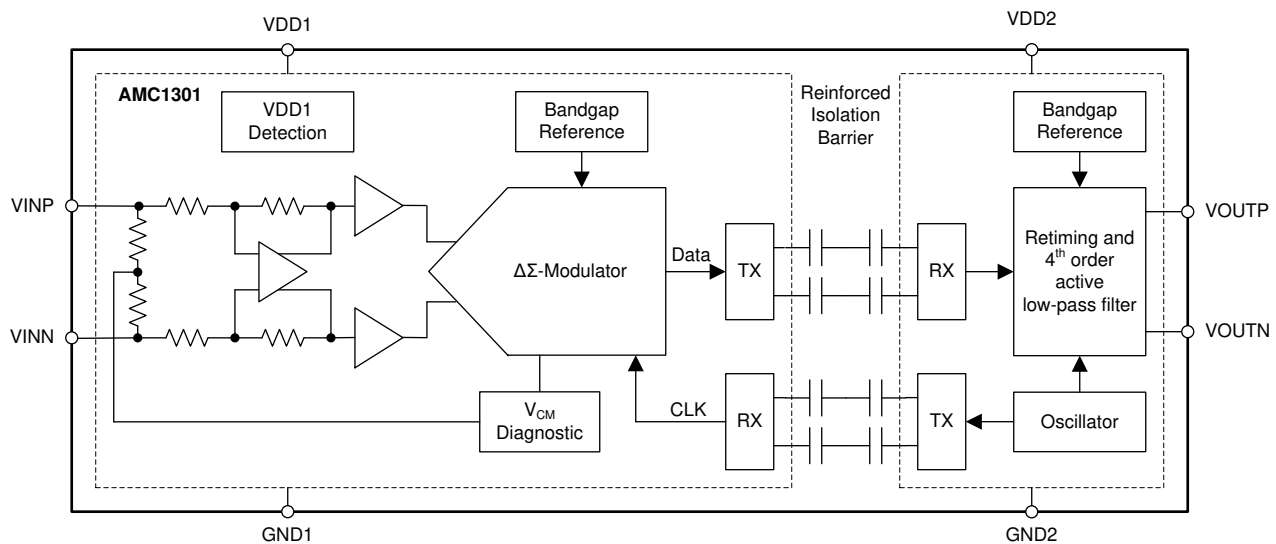 VDD1
VDD2
AMC1301
VDD1
Detection
Bandgap
Reference
Reinforced
Isolation
Barrier
Bandgap
Reference
VINP
VINN
ΔΣ-Modulator
Data
TX
RX
Retiming and
4th order
active
low-pass filter
VOUTP
VOUTN
VCM
Diagnostic
CLK
RX
TX
Oscillator
GND1
GND2